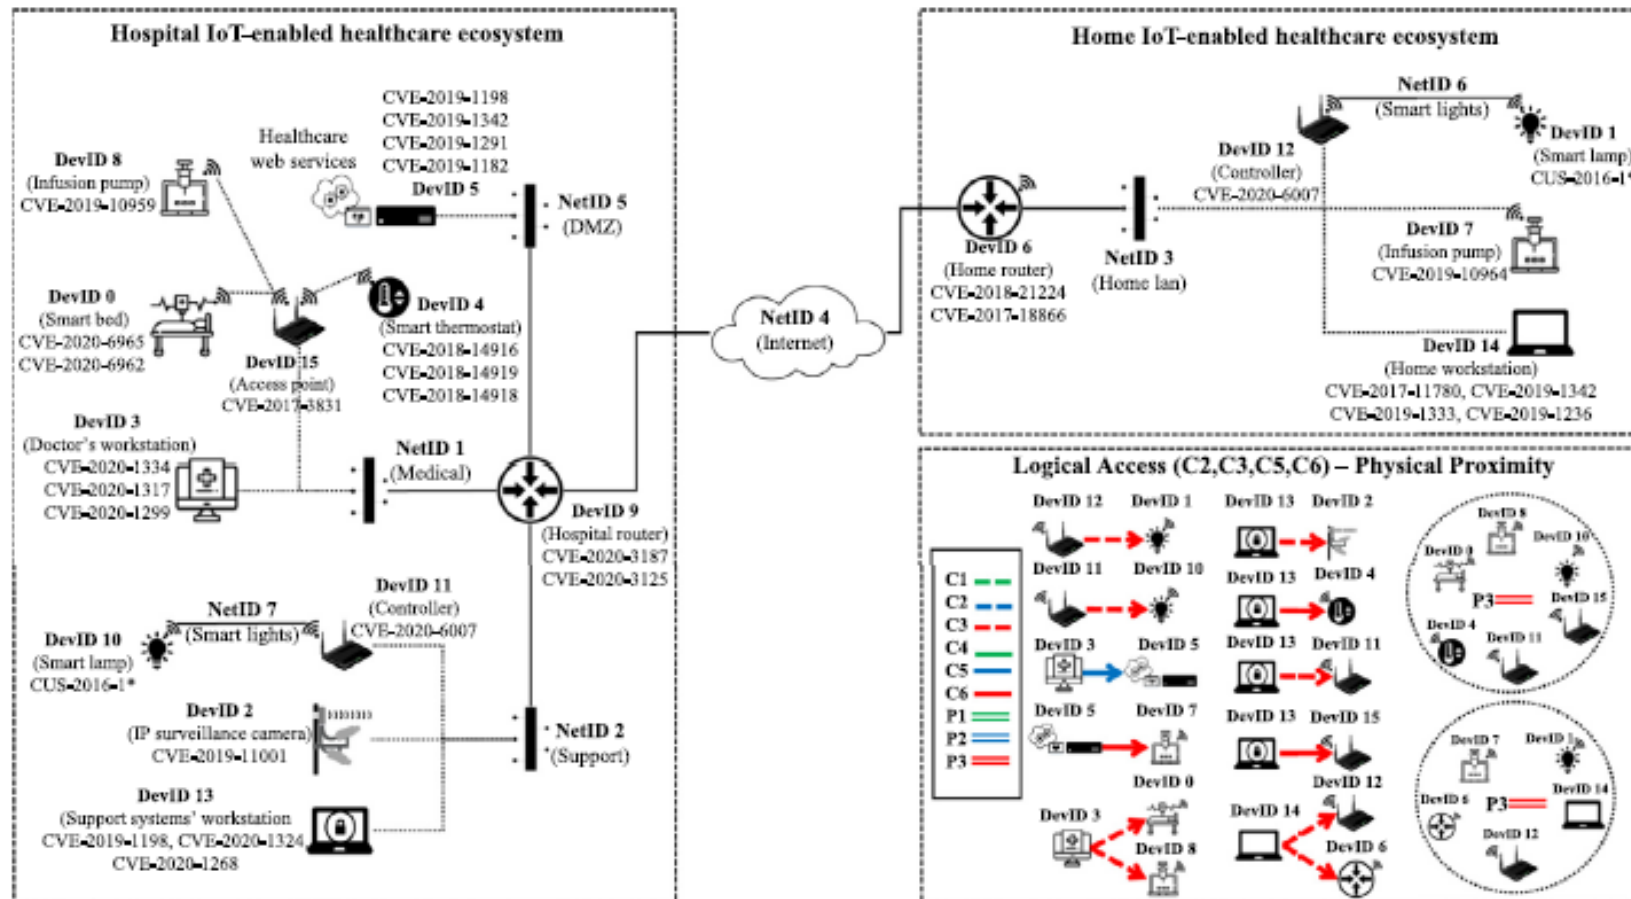 Hospital IoT-enabled healthcare ecosystem
CVE-2019-1198
CVE-2019-1342
CVE-2019-1291
CVE-2019-1182
Healthcare
web services
DevID 5
DevID 8
(Infusion pump)
CVE-2019-10959
NetID 5
(DMZ)
DevID 0
(Smart bed)
CVE-2020-6965
CVE-2020-6962
DevID 4
(Smart thermostat)
CVE-2018-14916
CVE-2018-14919
CVE-2018-14918
DevID 15
(Access point)
CVE-2017-3831
DevID 3
(Doctor's workstation)
CVE-2020-1334
CVE-2020-1317
CVE-2020-1299
NetID 1
(Medical)
DevID 9
(Hospital router)
CVE-2020-3187
CVE-2020-3125
DevID 11
(Controller)
CVE-2020-6007
NetID 7
(Smart lights)
DevID 10
(Smart lamp)
CUS-2016-1*
DevID 2
(IP surveillance camera)
CVE-2019-11001
NetID 2
(Support)
DevID 13
(Support systems' workstation)
CVE-2019-1198, CVE-2020-1324
CVE-2020-1268
NetID 4
(Internet)
Home IoT-enabled healthcare ecosystem
NetID 6
(Smart lights)
DevID 12
(Controller)
CVE-2020-6007
DevID 1
(Smart lamp)
CUS-2016-1*
DevID 6
(Home router)
CVE-2018-21224
CVE-2017-18866
NetID 3
(Home lan)
DevID 7
(Infusion pump)
CVE-2019-10964
DevID 14
(Home workstation)
CVE-2017-11780, CVE-2019-1342
CVE-2019-1333, CVE-2019-1236
Logical Access (C2,C3,C5,C6) – Physical Proximity
C1
C2
C3
C4
C5
C6
P1
P2
P3
DevID 12 DevID 1
DevID 11 DevID 10
DevID 3 DevID 5
DevID 5 DevID 7
DevID 3
DevID 0
DevID 8
DevID 13 DevID 2
DevID 13 DevID 4
DevID 13 DevID 11
DevID 13 DevID 15
DevID 14
DevID 12
DevID 6
DevID 8
DevID 10
DevID 0
P3
DevID 15
DevID 4
DevID 11
DevID 7
DevID 1
DevID 6
P3
DevID 14
DevID 12